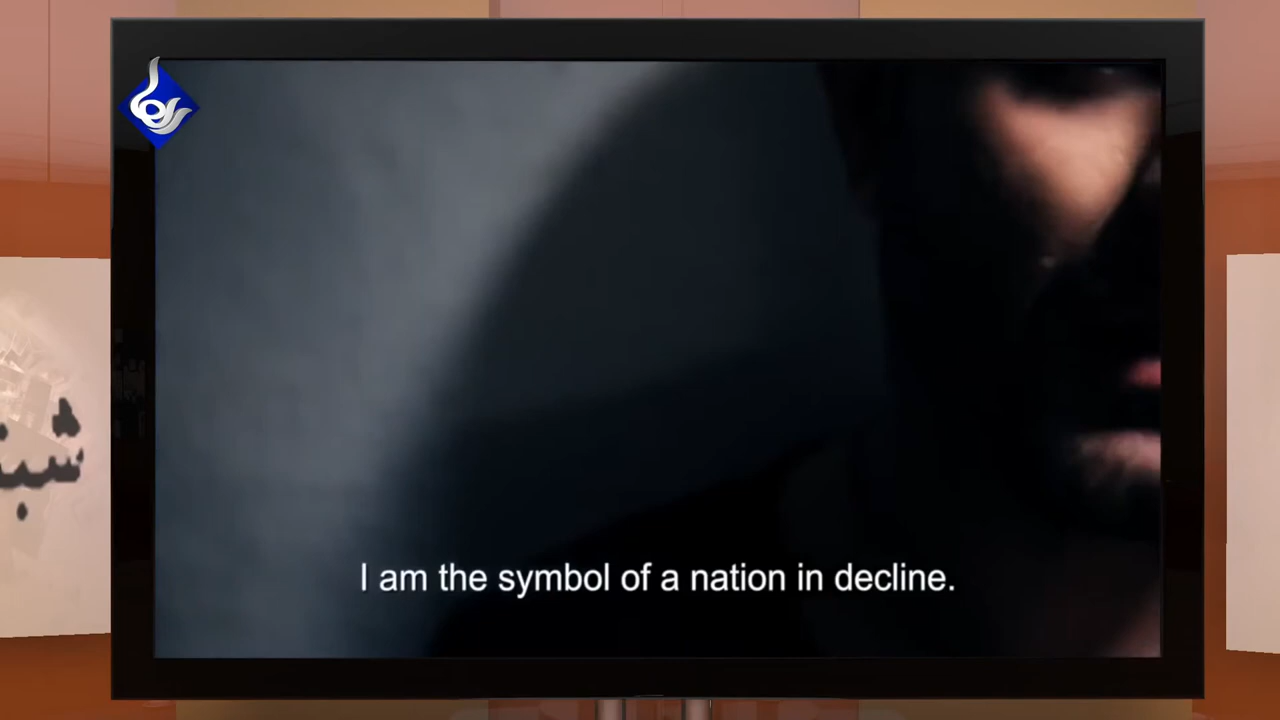 I am the symbol of a nation in decline.